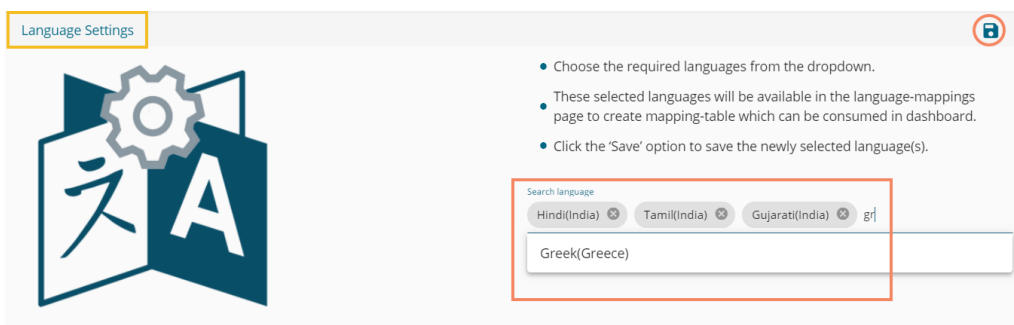 Language Settings
Choose the required languages from the dropdown.
These selected languages will be available in the language-mappings
page to create mapping-table which can be consumed in dashboard.
Click the ‘Save’ option to save the newly selected language(s).
Search language
Hindi(India) Tamil(India) Gujarati(India) gr
Greek(Greece)
A